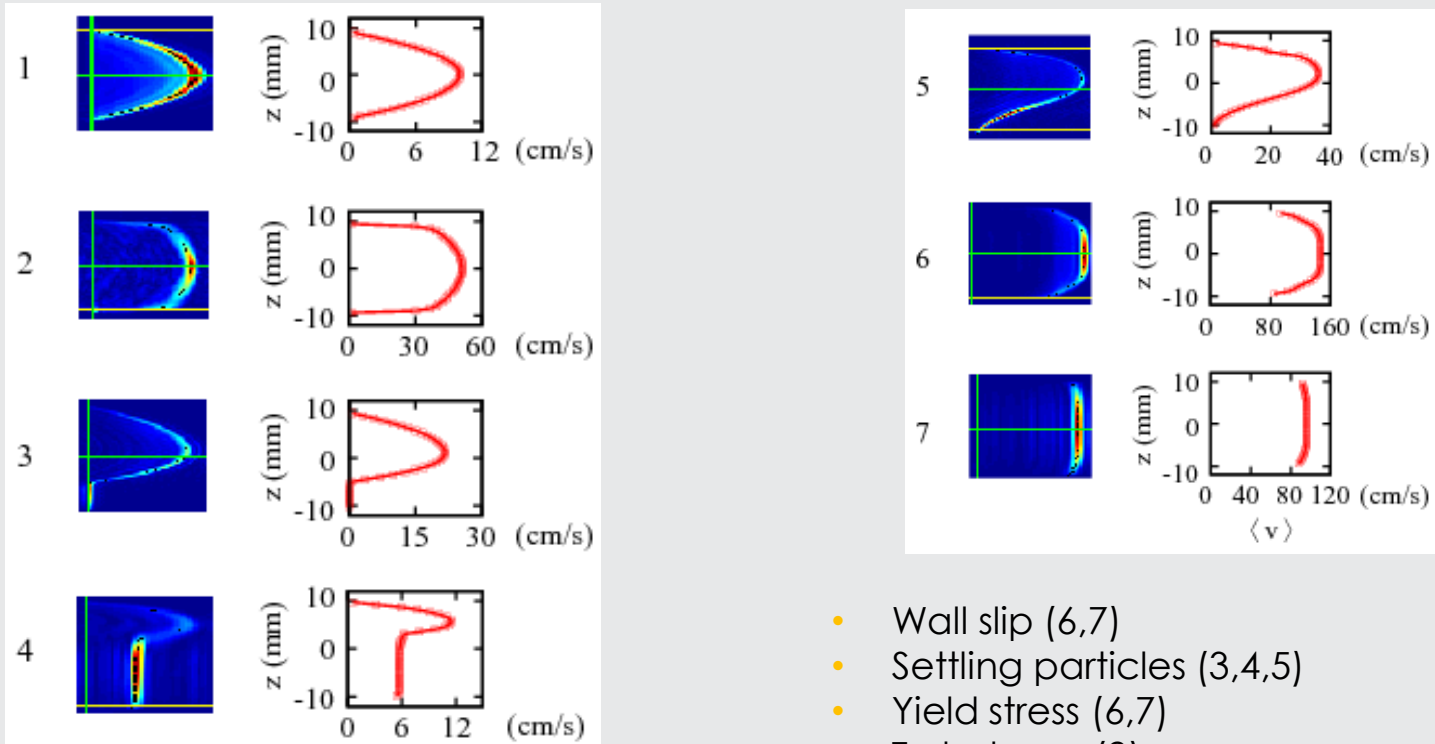 1
10
0
-10
z (mm)
0 6 12 (cm/s)
2
10
0
-10
z (mm)
0 30 60 (cm/s)
3
10
0
-10
z (mm)
0 15 30 (cm/s)
4
10
0
-10
z (mm)
0 6 12 (cm/s)
5
10
0
-10
z (mm)
0 20 40 (cm/s)
6
10
0
-10
z (mm)
0 80 160 (cm/s)
7
10
0
-10
z (mm)
0 40 80 120 (cm/s)
⟨v⟩
• Wall slip (6,7)
• Settling particles (3,4,5)
• Yield stress (6,7)